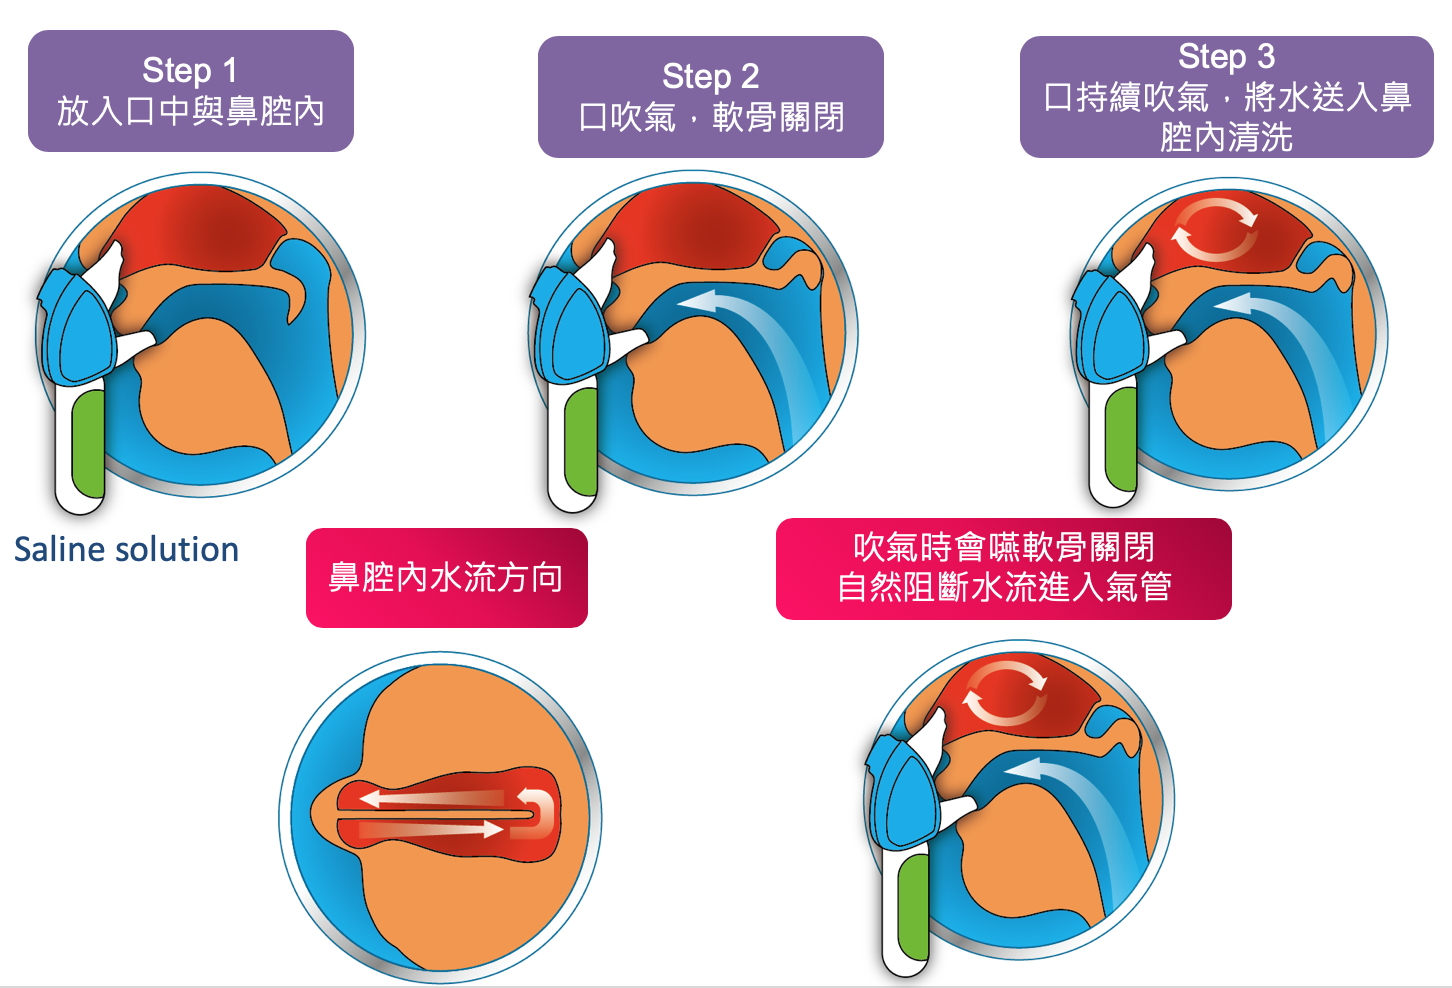 Step 1
放入口中與鼻腔內
Step 2
口吹氣，軟骨關閉
Step 3
口持續吹氣，將水送入鼻
腔內清洗
Saline solution
鼻腔內水流方向
吹氣時會嚥軟骨關閉
自然阻斷水流進入氣管